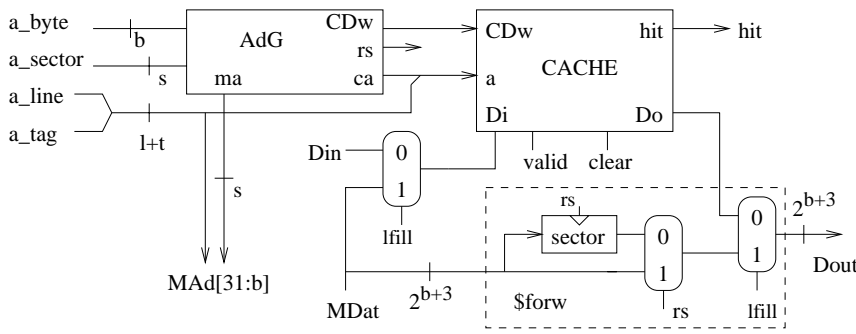 a_byte
b
AdG
CDw
rs
ma
ca
a_sector
s
a_line
a_tag
l+t
s
MAd[31:b]
CDw
hit
hit
CACHE
a
Di
Do
valid
clear
Din
0
1
lfill
MDat
2^{b+3}
$forw
rs
sector
0
1
rs
0
1
lfill
2^{b+3}
Dout